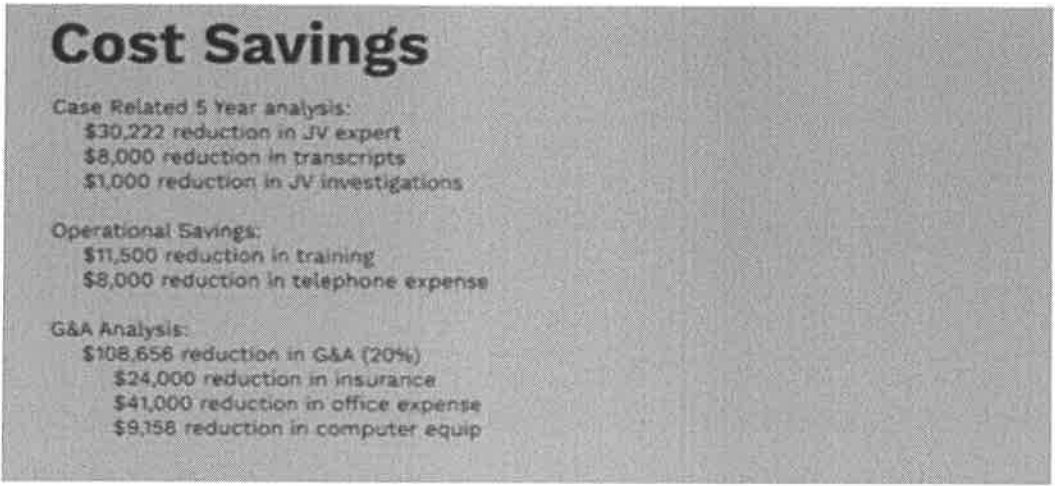 Cost Savings
Case Related 5 Year analysis:
$30,222 reduction in JV expert
$8,000 reduction in transcripts
$1,000 reduction in JV investigations
Operational Savings:
$11,500 reduction in training
$8,000 reduction in telephone expense
G&A Analysis:
$108,656 reduction in G&A (20%)
$24,000 reduction in insurance
$41,000 reduction in office expense
$9,158 reduction in computer equip